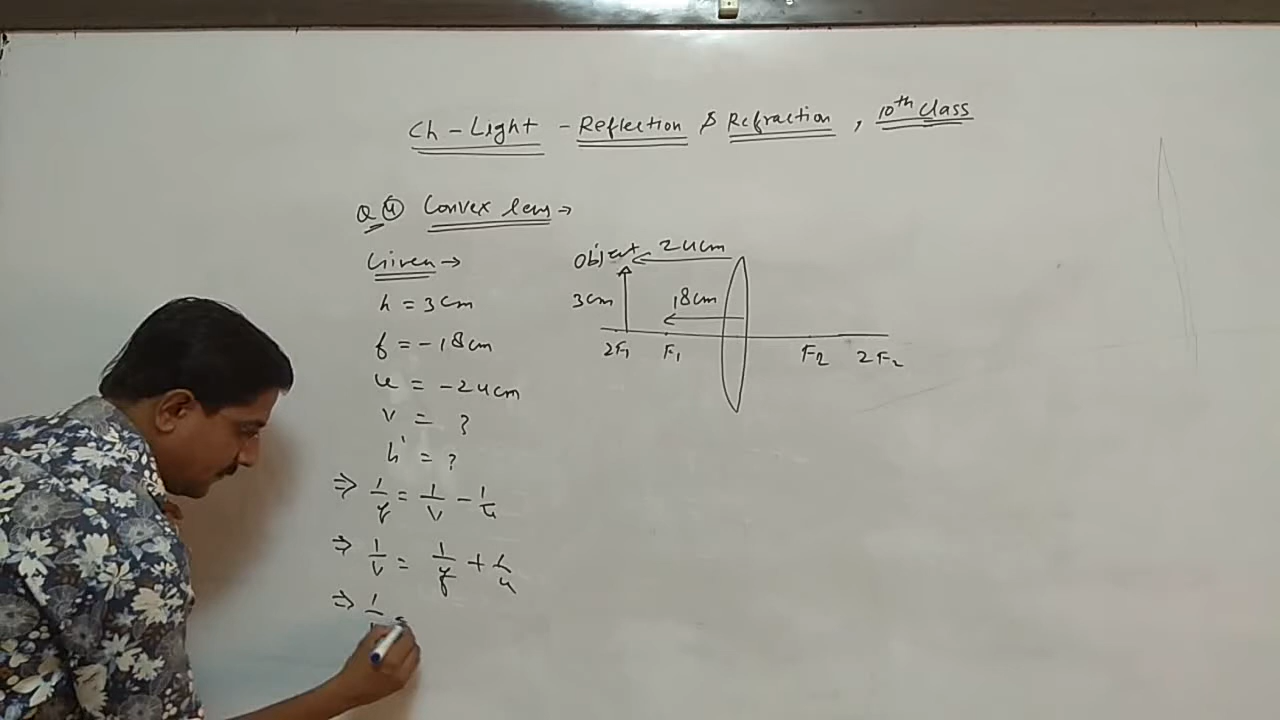 Ch - Light - Reflection & Refraction, 10th Class
Q ④ Convex lens →
Given →
h = 3cm
f = -18cm
u = -24cm
v = ?
h' = ?
⇒ 1/f = 1/v - 1/u
⇒ 1/v = 1/f + 1/u
⇒ 1/v =
Object 24cm
3cm 18cm
2F1 F1 F2 2F2